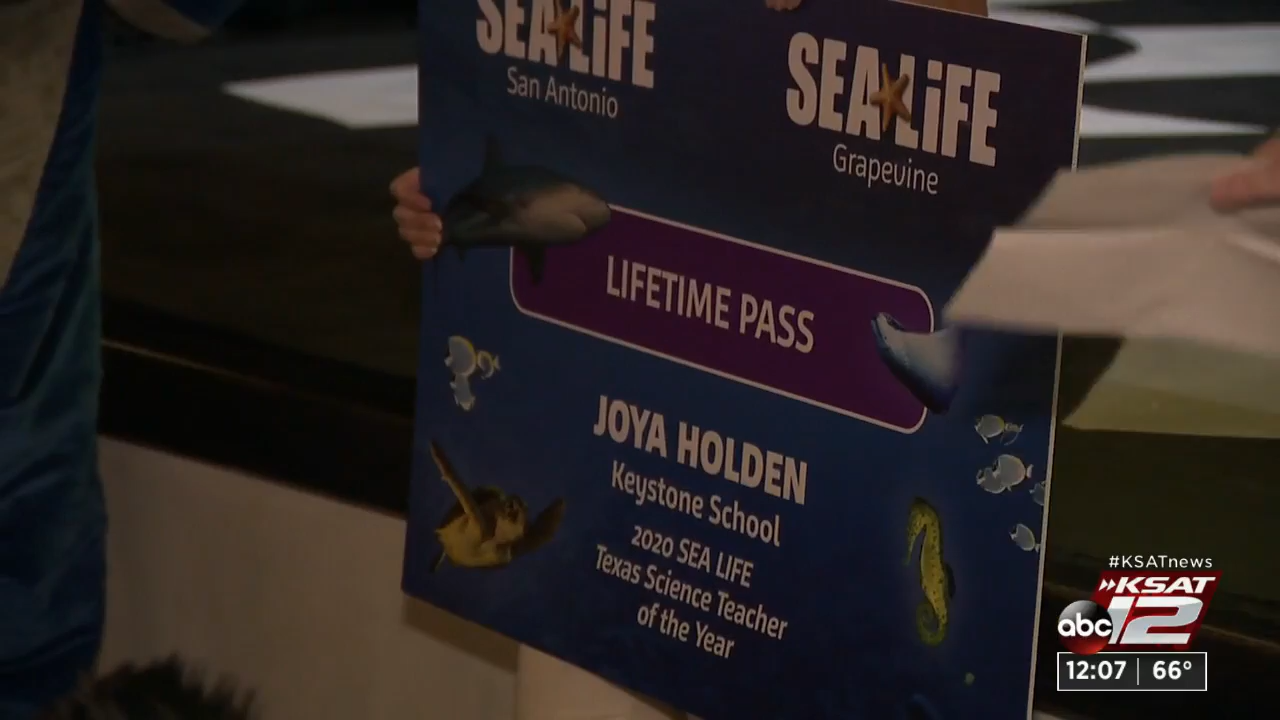 SEA LiFE
San Antonio
SEA LiFE
Grapevine
LIFETIME PASS
JOYA HOLDEN
Keystone School
2020 SEA LIFE
Texas Science Teacher
of the Year
#KSATnews
KSAT
abc 12
12:07 | 66°